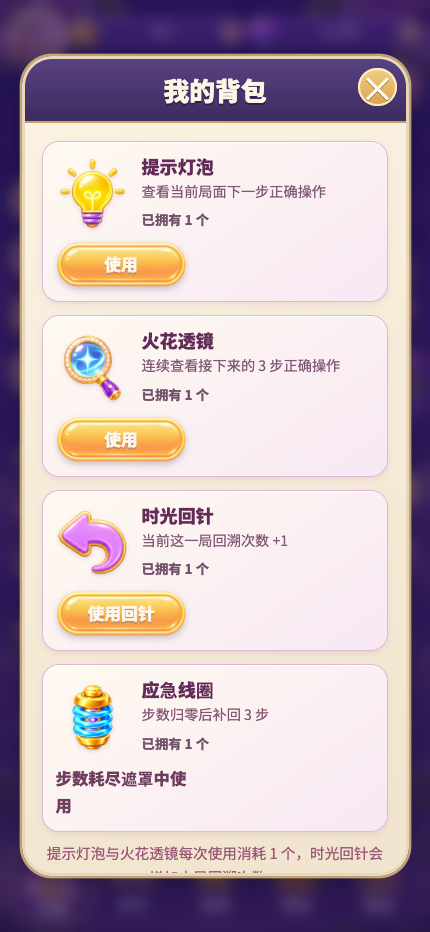 我的背包
提示灯泡
查看当前局面下一步正确操作
已拥有 1 个
使用
火花透镜
连续查看接下来的 3 步正确操作
已拥有 1 个
使用
时光回针
当前这一局回溯次数 +1
已拥有 1 个
使用回针
应急线圈
步数归零后补回 3 步
已拥有 1 个
步数耗尽遮罩中使
用
提示灯泡与火花透镜每次使用消耗 1 个，时光回针会